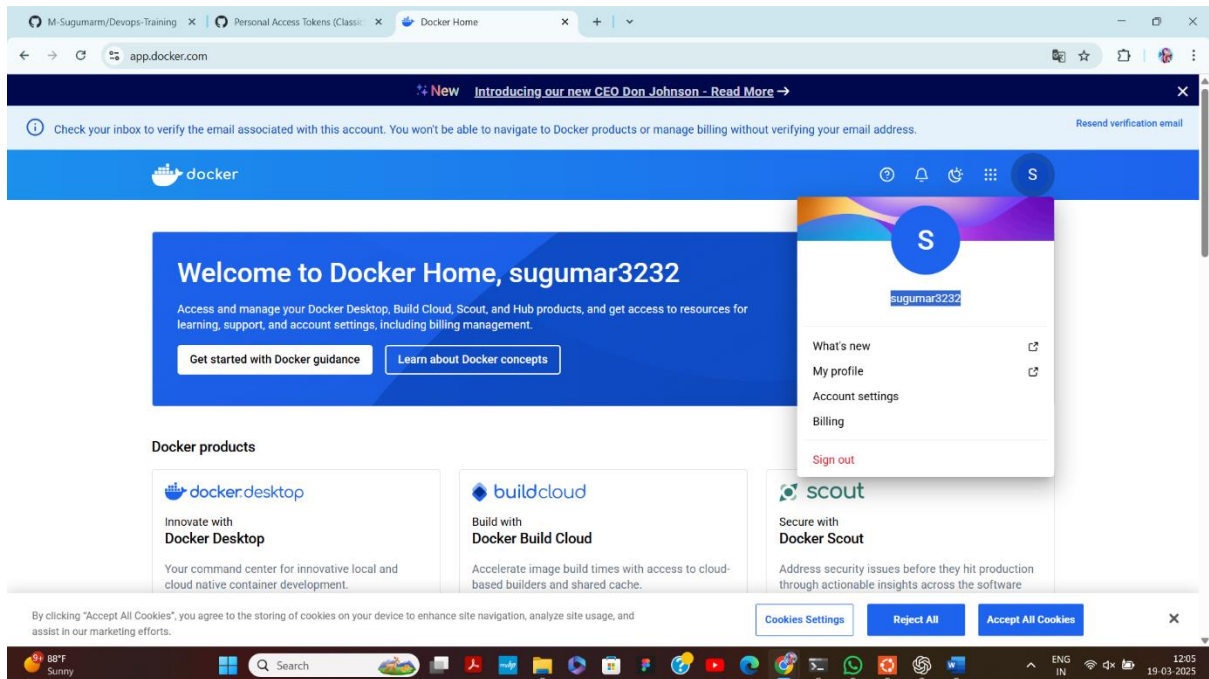 M-Sugumarm/Devops-Training
Personal Access Tokens (Classic
Docker Home
app.docker.com
New Introducing our new CEO Don Johnson - Read More →
Check your inbox to verify the email associated with this account. You won't be able to navigate to Docker products or manage billing without verifying your email address.
Resend verification email
docker
S
S
sugumar3232
What's new
My profile
Account settings
Billing
Sign out
Welcome to Docker Home, sugumar3232
Access and manage your Docker Desktop, Build Cloud, Scout, and Hub products, and get access to resources for
learning, support, and account settings, including billing management.
Get started with Docker guidance
Learn about Docker concepts
Docker products
docker.desktop
Innovate with
Docker Desktop
Your command center for innovative local and
cloud native container development.
buildcloud
Build with
Docker Build Cloud
Accelerate image build times with access to cloud-
based builders and shared cache.
scout
Secure with
Docker Scout
Address security issues before they hit production
through actionable insights across the software
By clicking "Accept All Cookies", you agree to the storing of cookies on your device to enhance site navigation, analyze site usage, and
assist in our marketing efforts.
Cookies Settings
Reject All
Accept All Cookies
9+
88°F
Sunny
Search
ENG
IN
12:05
19-03-2025